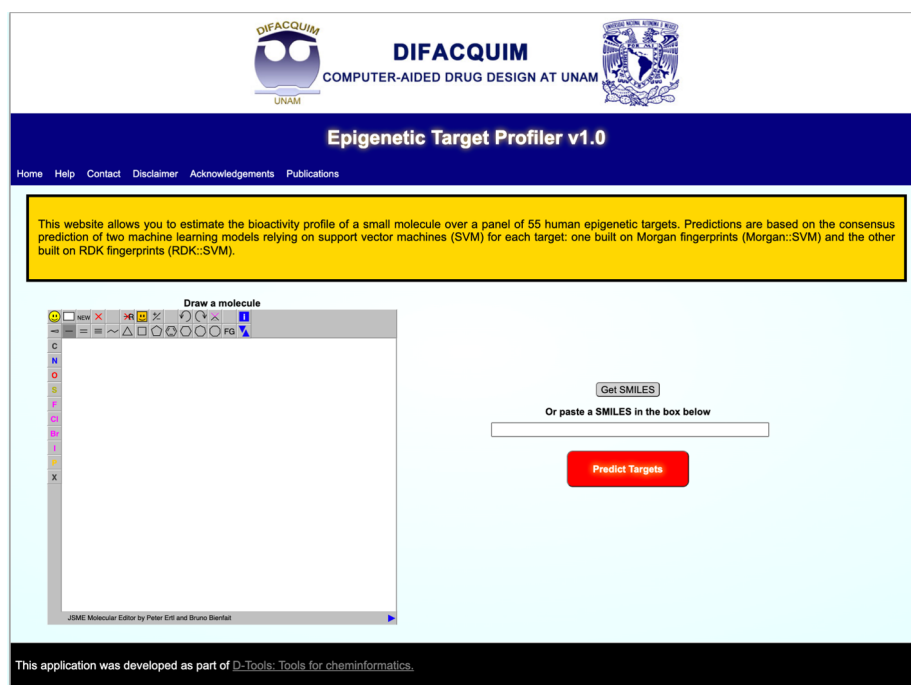 DIFACQUIM
UNAM
DIFACQUIM
COMPUTER-AIDED DRUG DESIGN AT UNAM
Epigenetic Target Profiler v1.0
Home Help Contact Disclaimer Acknowledgements Publications
This website allows you to estimate the bioactivity profile of a small molecule over a panel of 55 human epigenetic targets. Predictions are based on the consensus
prediction of two machine learning models relying on support vector machines (SVM) for each target: one built on Morgan fingerprints (Morgan::SVM) and the other
built on RDK fingerprints (RDK::SVM).
Draw a molecule
NEW
R
+/-
i
FG
C
N
O
S
F
Cl
Br
I
P
X
Get SMILES
Or paste a SMILES in the box below
Predict Targets
JSME Molecular Editor by Peter Ertl and Bruno Bienfait
This application was developed as part of D-Tools: Tools for cheminformatics.